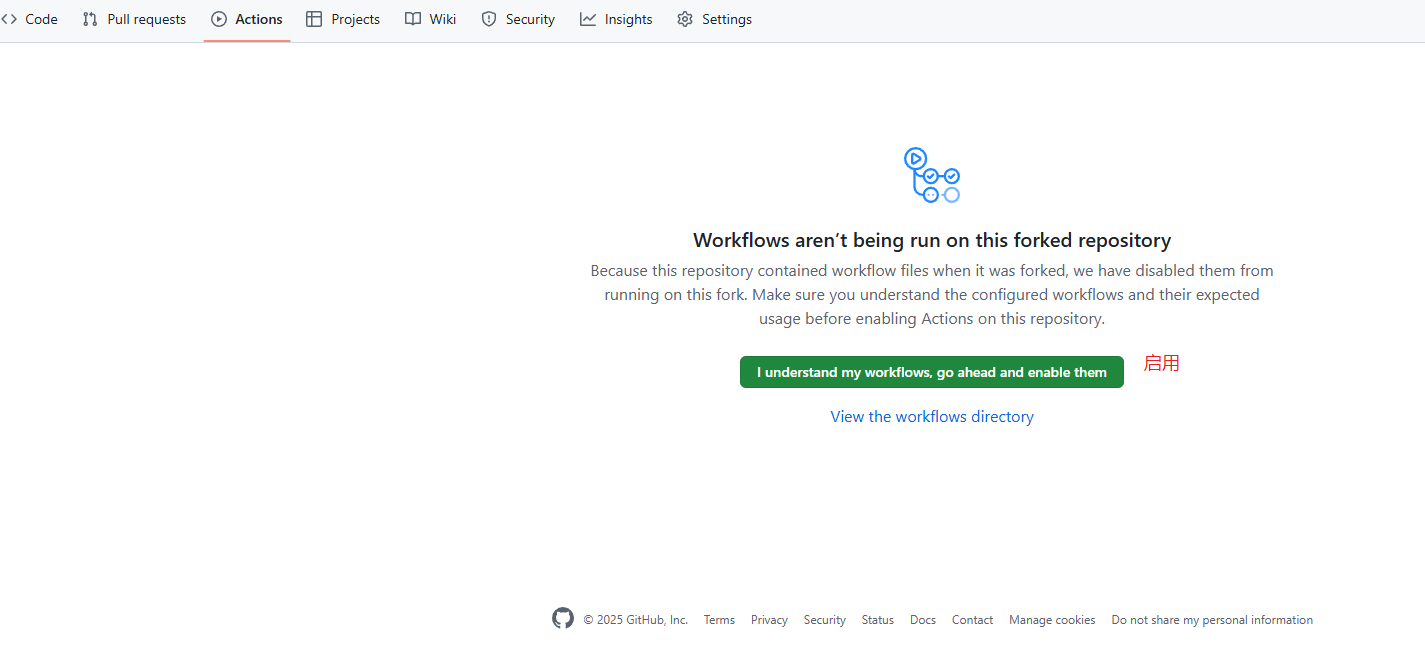 Code Pull requests Actions Projects Wiki Security Insights Settings
Workflows aren’t being run on this forked repository
Because this repository contained workflow files when it was forked, we have disabled them from
running on this fork. Make sure you understand the configured workflows and their expected
usage before enabling Actions on this repository.
I understand my workflows, go ahead and enable them 启用
View the workflows directory
© 2025 GitHub, Inc. Terms Privacy Security Status Docs Contact Manage cookies Do not share my personal information